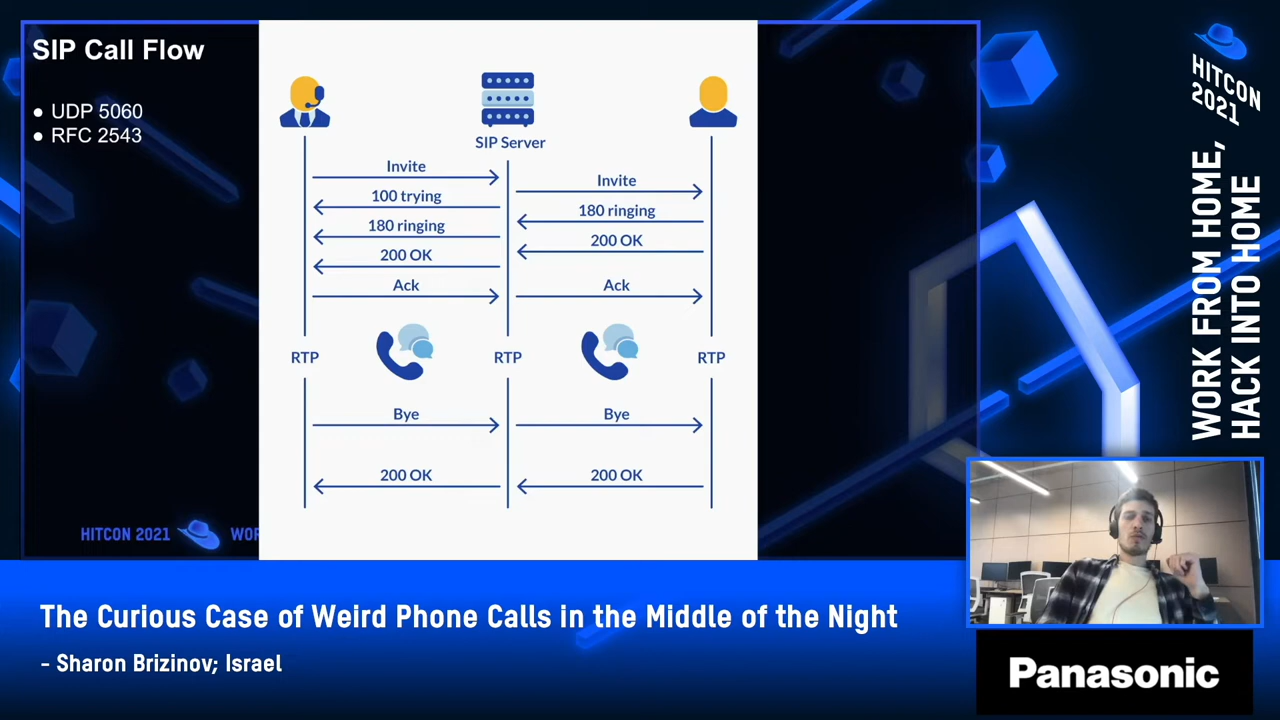 SIP Call Flow
● UDP 5060
● RFC 2543
SIP Server
Invite
Invite
100 trying
180 ringing
180 ringing
200 OK
200 OK
Ack
Ack
RTP
RTP
RTP
Bye
Bye
200 OK
200 OK
HITCON 2021
WOR
HITCON
2021
WORK FROM HOME,
HACK INTO HOME
The Curious Case of Weird Phone Calls in the Middle of the Night
- Sharon Brizinov; Israel
Panasonic